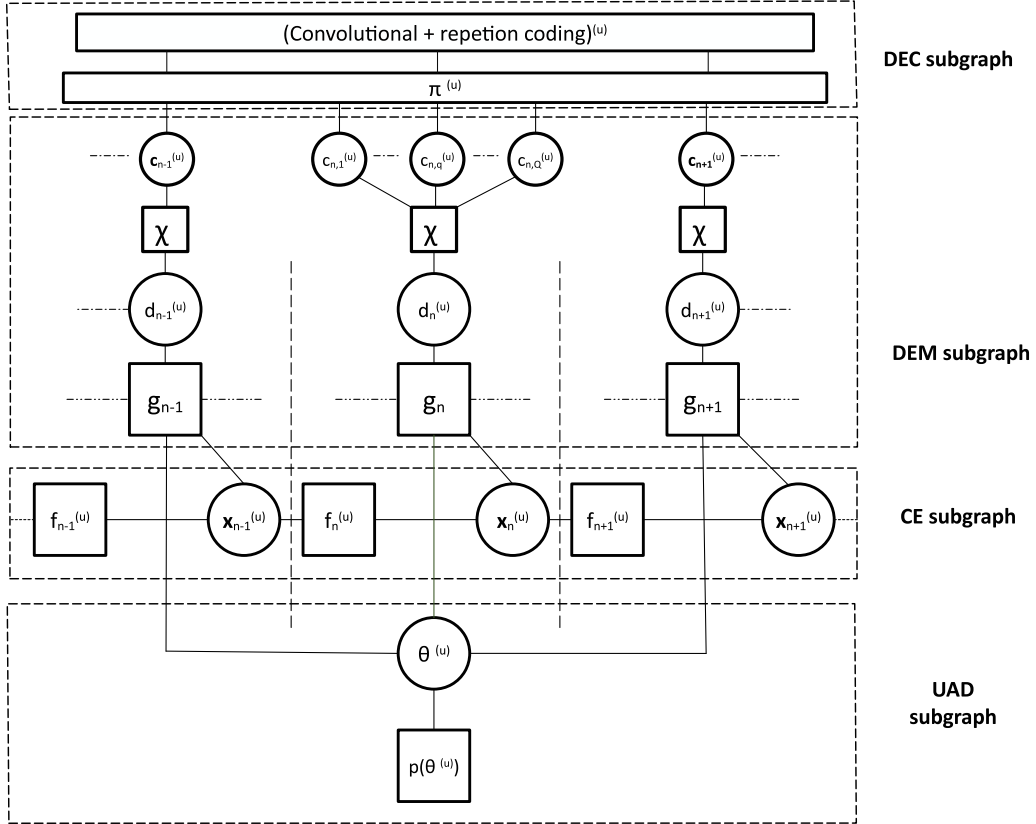 (Convolutional + repetion coding)⁽ᵘ⁾
DEC subgraph
π ⁽ᵘ⁾
cₙ₋₁⁽ᵘ⁾ cₙ,₁⁽ᵘ⁾ cₙ,q⁽ᵘ⁾ cₙ,Q⁽ᵘ⁾ cₙ₊₁⁽ᵘ⁾
χ χ χ
dₙ₋₁⁽ᵘ⁾ dₙ⁽ᵘ⁾ dₙ₊₁⁽ᵘ⁾
DEM subgraph
gₙ₋₁ gₙ gₙ₊₁
fₙ₋₁⁽ᵘ⁾ xₙ₋₁⁽ᵘ⁾ fₙ⁽ᵘ⁾ xₙ⁽ᵘ⁾ fₙ₊₁⁽ᵘ⁾ xₙ₊₁⁽ᵘ⁾
CE subgraph
θ ⁽ᵘ⁾
UAD
subgraph
p(θ ⁽ᵘ⁾)